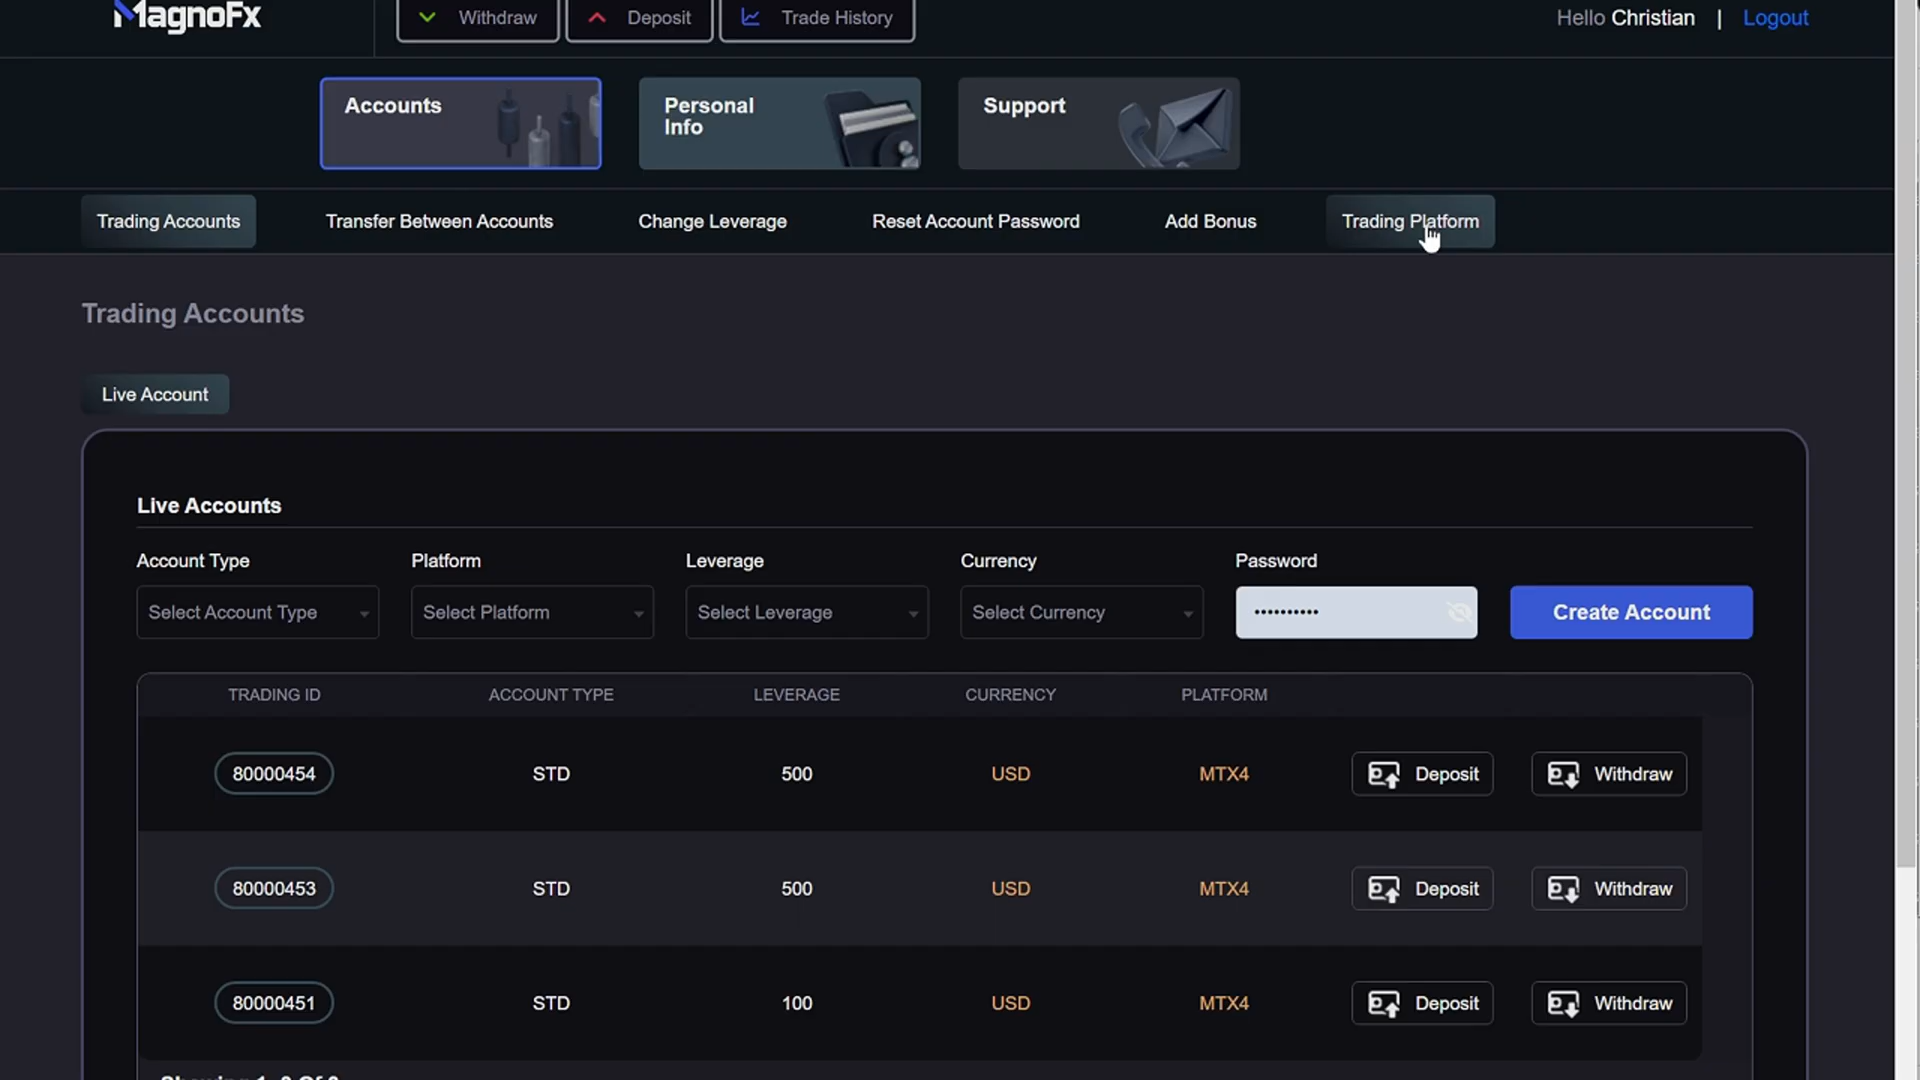 MagnoFx
Withdraw
Deposit
Trade History
Hello Christian | Logout
Accounts
Personal
Info
Support
Trading Accounts
Transfer Between Accounts
Change Leverage
Reset Account Password
Add Bonus
Trading Platform
Trading Accounts
Live Account
Live Accounts
Account Type
Platform
Leverage
Currency
Password
Select Account Type
Select Platform
Select Leverage
Select Currency
••••••••••
Create Account
TRADING ID ACCOUNT TYPE LEVERAGE CURRENCY PLATFORM
80000454 STD 500 USD MTX4 Deposit Withdraw
80000453 STD 500 USD MTX4 Deposit Withdraw
80000451 STD 100 USD MTX4 Deposit Withdraw